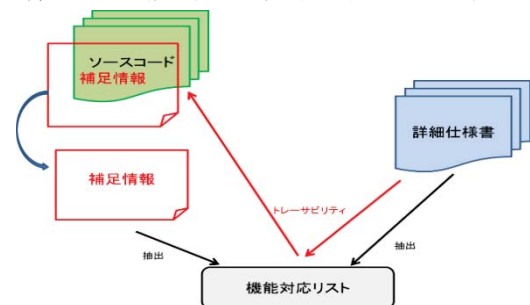 ソースコード
補足情報
詳細仕様書
補足情報
トレーサビリティ
抽出
抽出
機能対応リスト